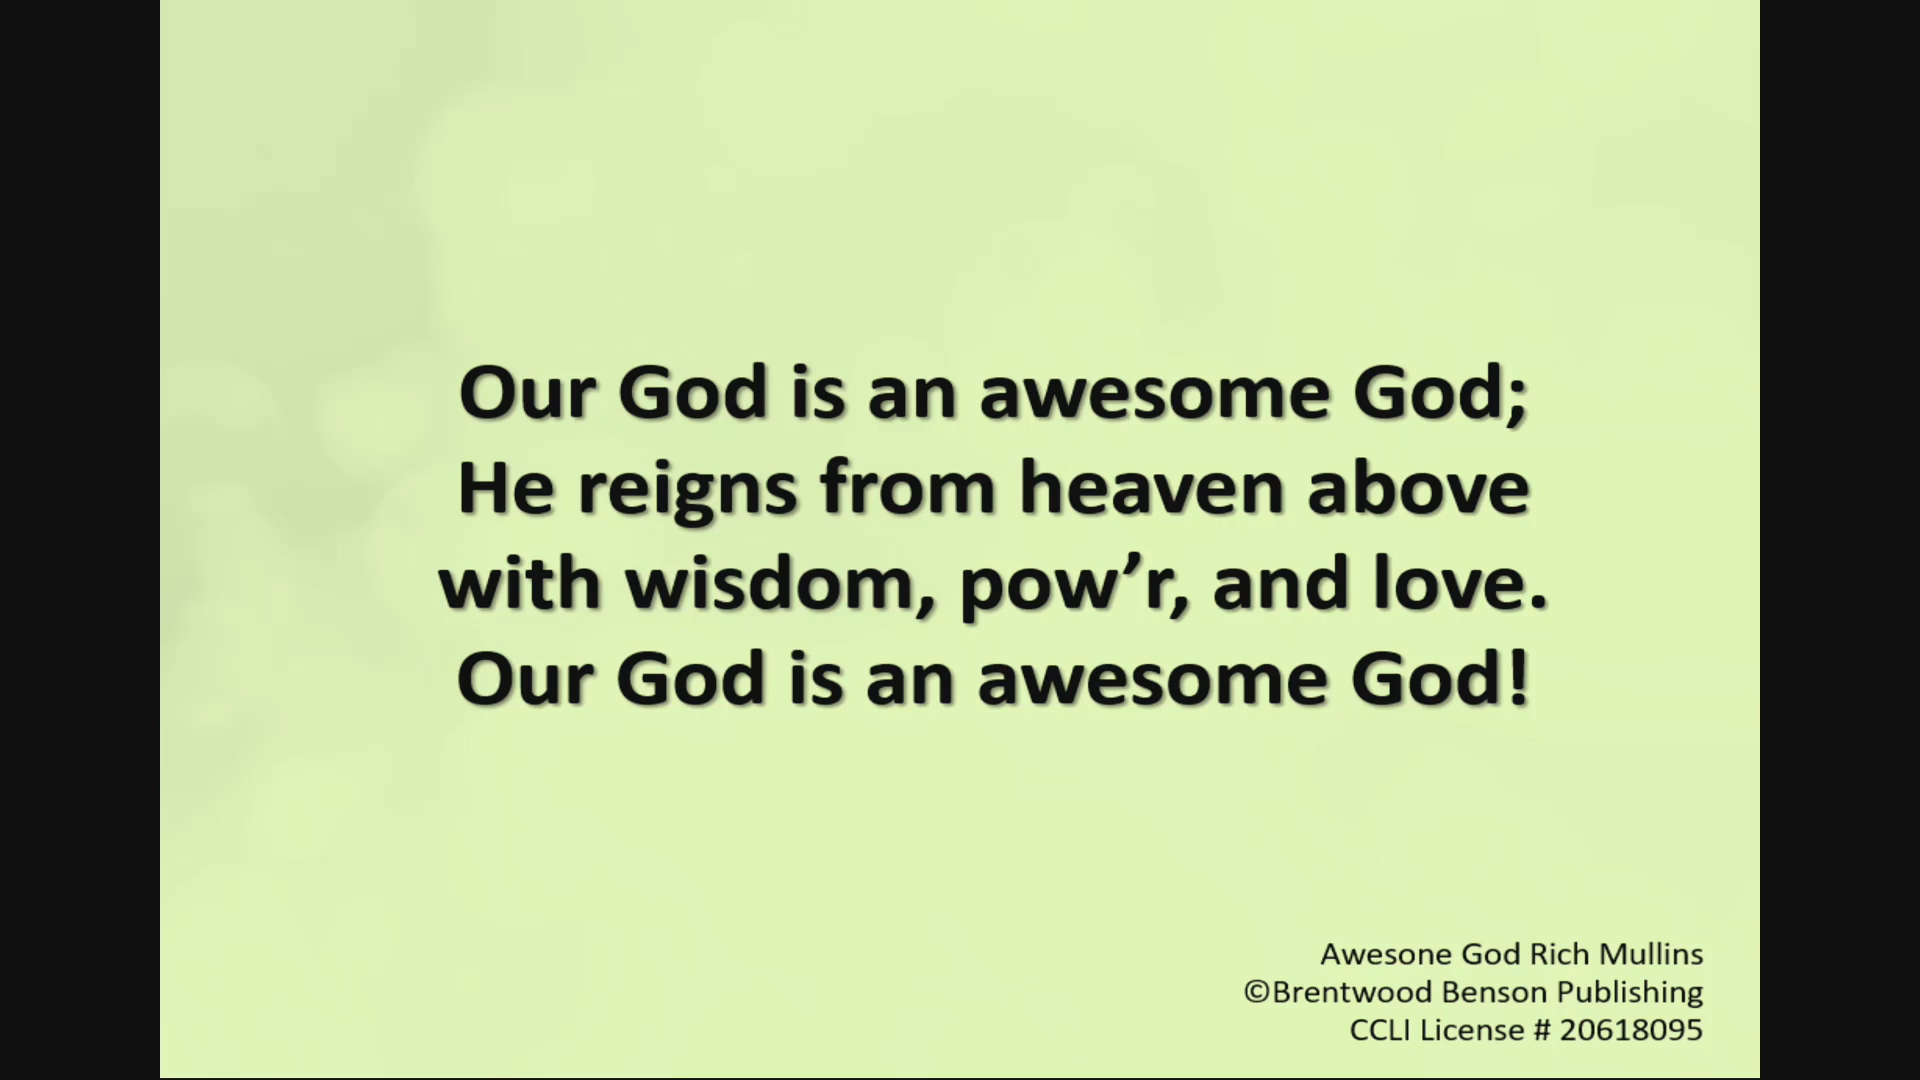 Our God is an awesome God;
He reigns from heaven above
with wisdom, pow’r, and love.
Our God is an awesome God!
Awesone God Rich Mullins
©Brentwood Benson Publishing
CCLI License # 20618095